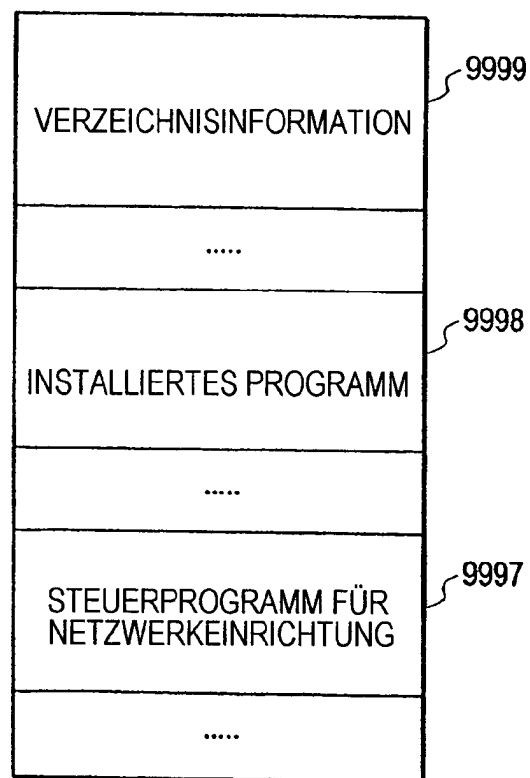 9999
VERZEICHNISINFORMATION
.....
9998
INSTALLIERTES PROGRAMM
.....
9997
STEUERPROGRAMM FÜR
NETZWERKEINRICHTUNG
.....